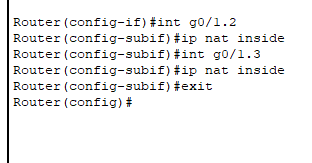 Router(config-if)#int g0/1.2
Router(config-subif)#ip nat inside
Router(config-subif)#int g0/1.3
Router(config-subif)#ip nat inside
Router(config-subif)#exit
Router(config)#